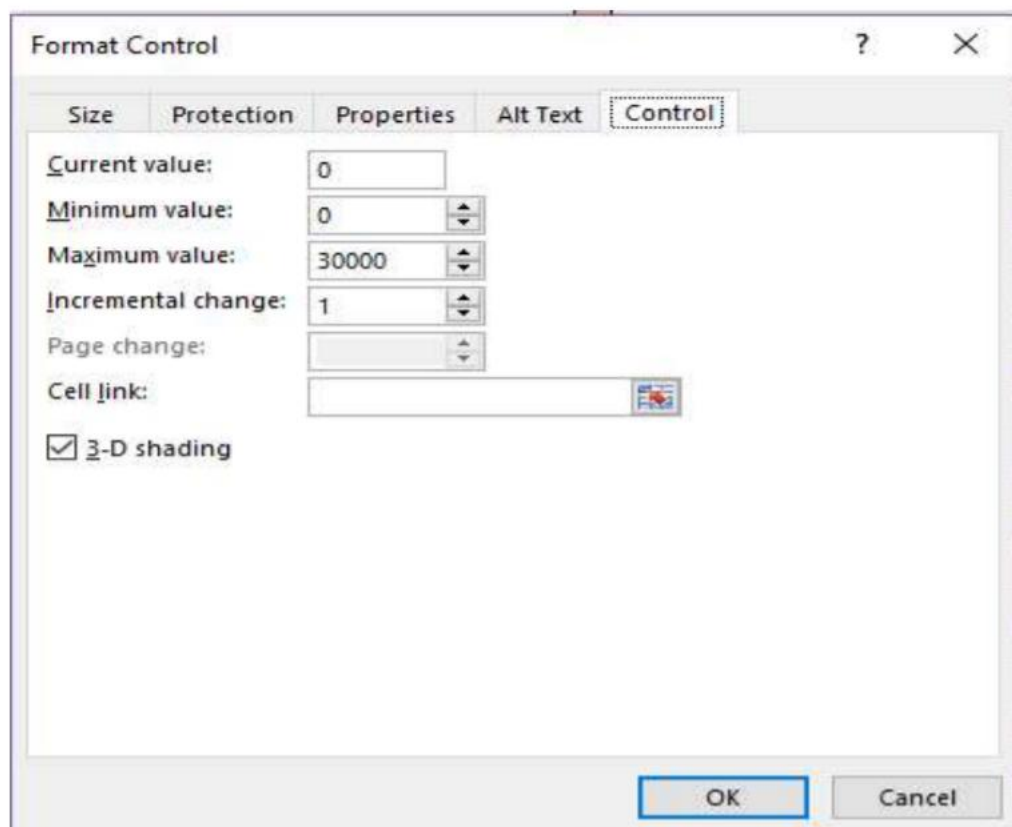 Format Control ? ×
Size Protection Properties Alt Text Control
Current value: 0
Minimum value: 0
Maximum value: 30000
Incremental change: 1
Page change:
Cell link:
3-D shading
OK Cancel